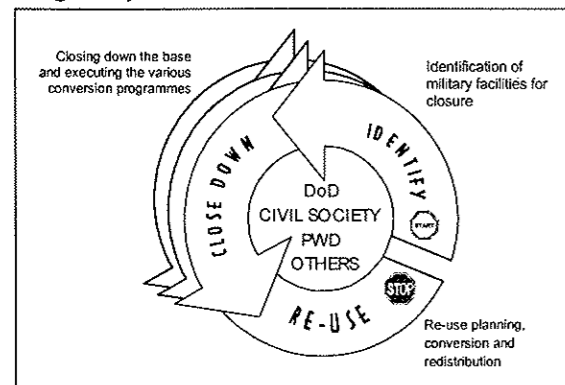 Closing down the base
and executing the various
conversion programmes
Identification of
military facilities for
closure
IDENTIFY
START
CLOSE DOWN
DoD
CIVIL SOCIETY
PWD
OTHERS
STOP
RE-USE
Re-use planning,
conversion and
redistribution